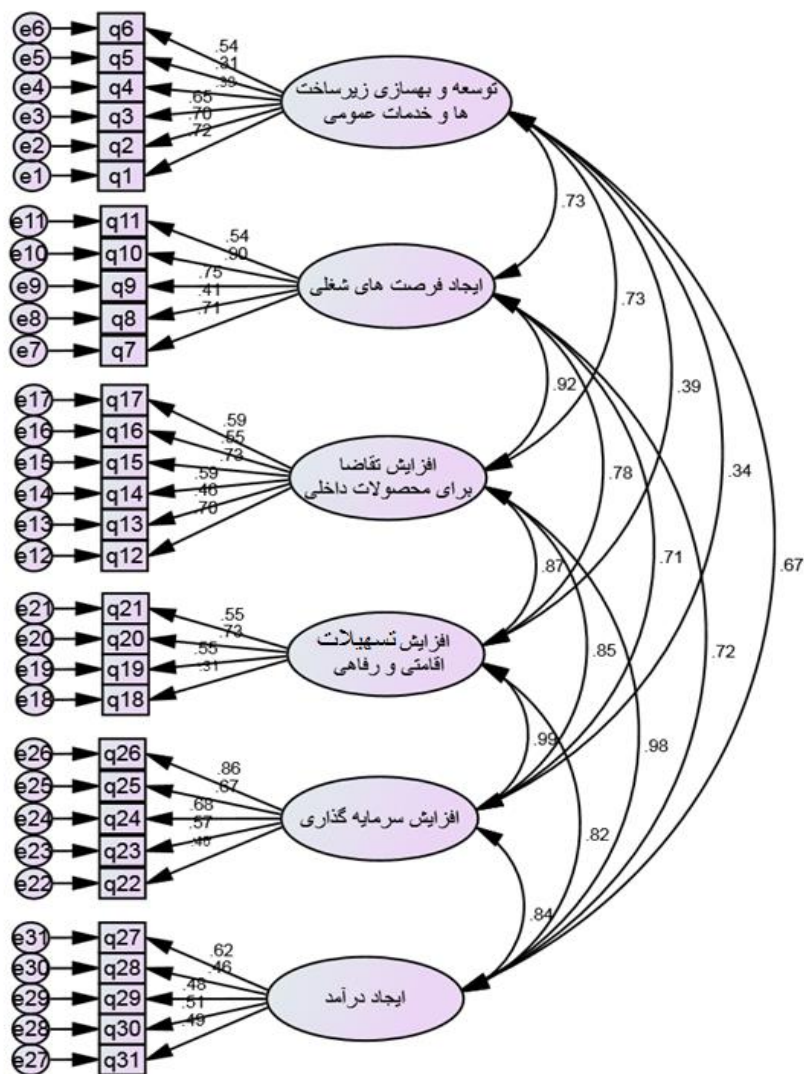 e6 q6 .54
e5 q5 .31
e4 q4
e3 q3 .65
e2 q2 .70
e1 q1 .72
توسعه و بهسازی زیرساخت
ها و خدمات عمومی
.73
e11 q11 .54
e10 q10 .90
e9 q9 .75
e8 q8 .41
e7 q7 .71
ایجاد فرصت های شغلی
.73
.92
.39
e17 q17 .59
e16 q16 .55
e15 q15 .73
e14 q14 .59
e13 q13 .46
e12 q12 .70
افزایش تقاضا
برای محصولات داخلی
.78
.34
.87
.71
.67
e21 q21 .55
e20 q20 .73
e19 q19 .55
e18 q18 .31
افزایش تسهیلات
اقامتی و رفاهی
.85
.72
.99
.98
e26 q26 .86
e25 q25 .67
e24 q24 .68
e23 q23 .57
e22 q22
افزایش سرمایه گذاری
.82
.84
e31 q27 .62
e30 q28 .46
e29 q29 .48
e28 q30 .51
e27 q31 .49
ایجاد درآمد